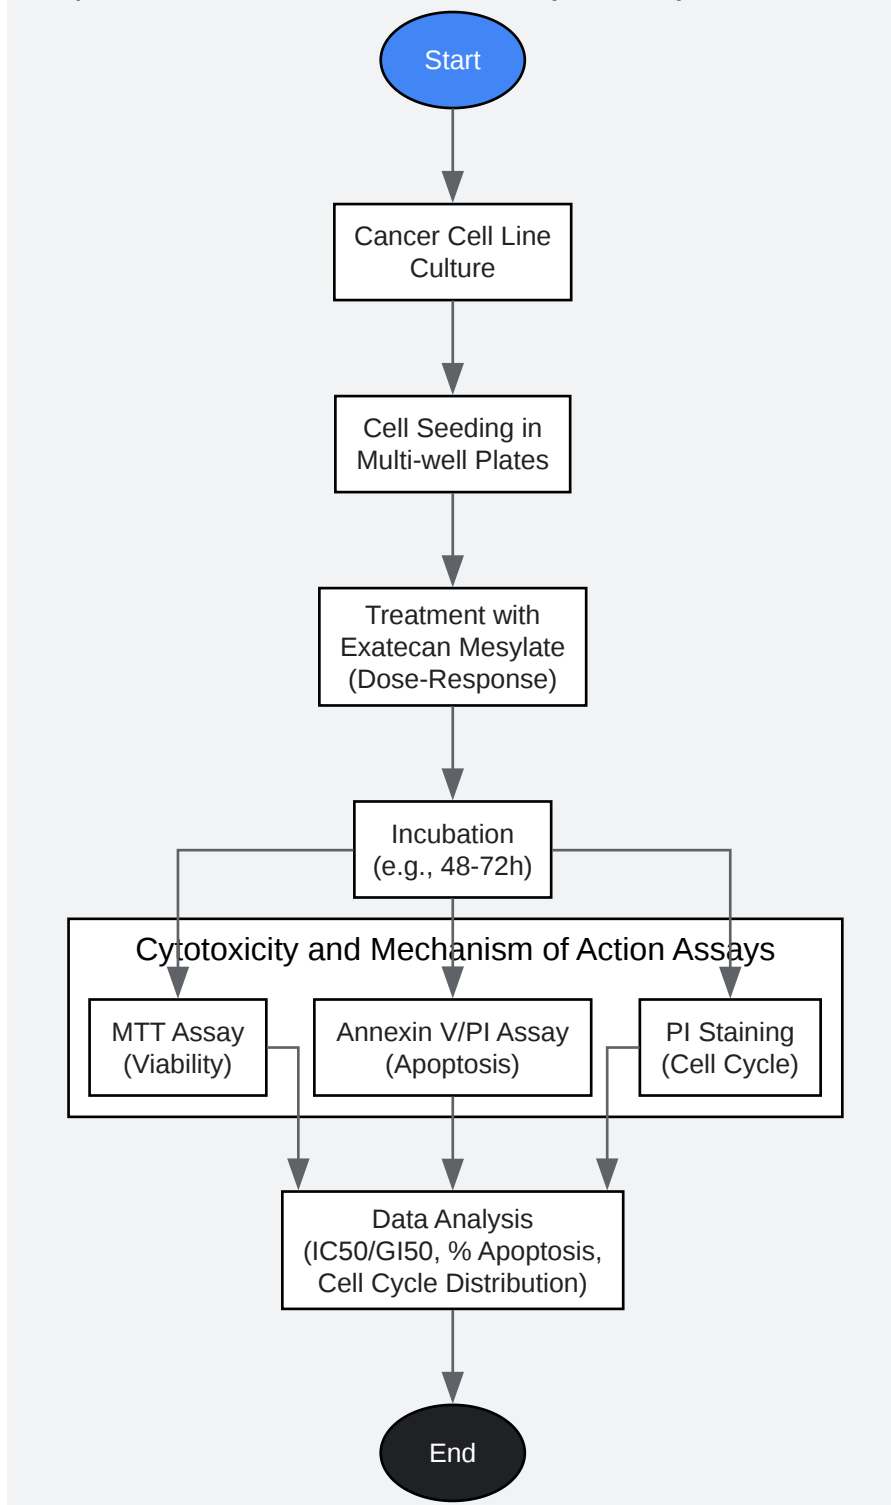 Start
Cancer Cell Line
Culture
Cell Seeding in
Multi-well Plates
Treatment with
Exatecan Mesylate
(Dose-Response)
Incubation
(e.g., 48-72h)
Cytotoxicity and Mechanism of Action Assays
MTT Assay
(Viability)
Annexin V/PI Assay
(Apoptosis)
PI Staining
(Cell Cycle)
Data Analysis
(IC50/GI50, % Apoptosis,
Cell Cycle Distribution)
End